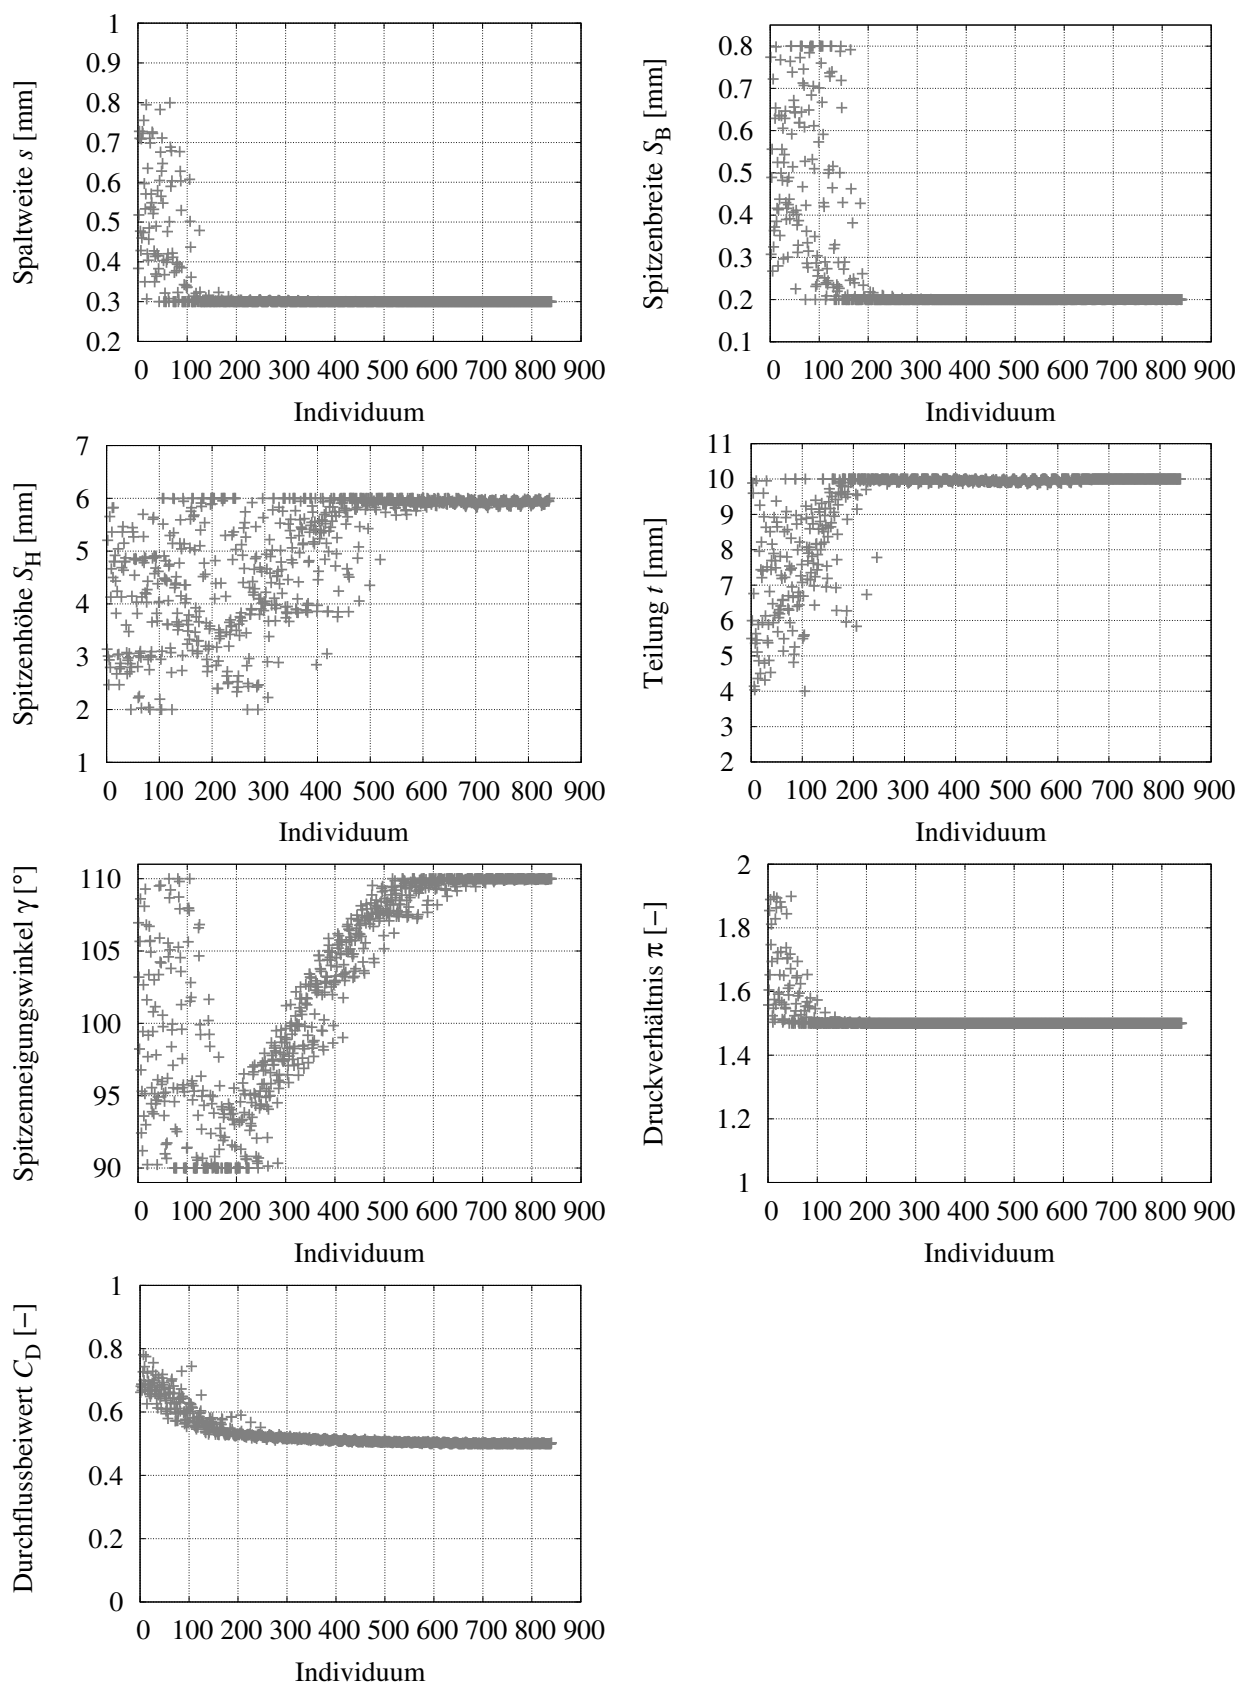 Spaltweite s [mm]
1
0.9
0.8
0.7
0.6
0.5
0.4
0.3
0.2
0 100 200 300 400 500 600 700 800 900
Individuum
Spitzenbreite S_B [mm]
0.8
0.7
0.6
0.5
0.4
0.3
0.2
0.1
0 100 200 300 400 500 600 700 800 900
Individuum
Spitzenhöhe S_H [mm]
7
6
5
4
3
2
1
0 100 200 300 400 500 600 700 800 900
Individuum
Teilung t [mm]
11
10
9
8
7
6
5
4
3
2
0 100 200 300 400 500 600 700 800 900
Individuum
Spitzenneigungswinkel γ [°]
110
105
100
95
90
0 100 200 300 400 500 600 700 800 900
Individuum
Druckverhältnis π [−]
2
1.8
1.6
1.4
1.2
1
0 100 200 300 400 500 600 700 800 900
Individuum
Durchflussbeiwert C_D [−]
1
0.8
0.6
0.4
0.2
0
0 100 200 300 400 500 600 700 800 900
Individuum